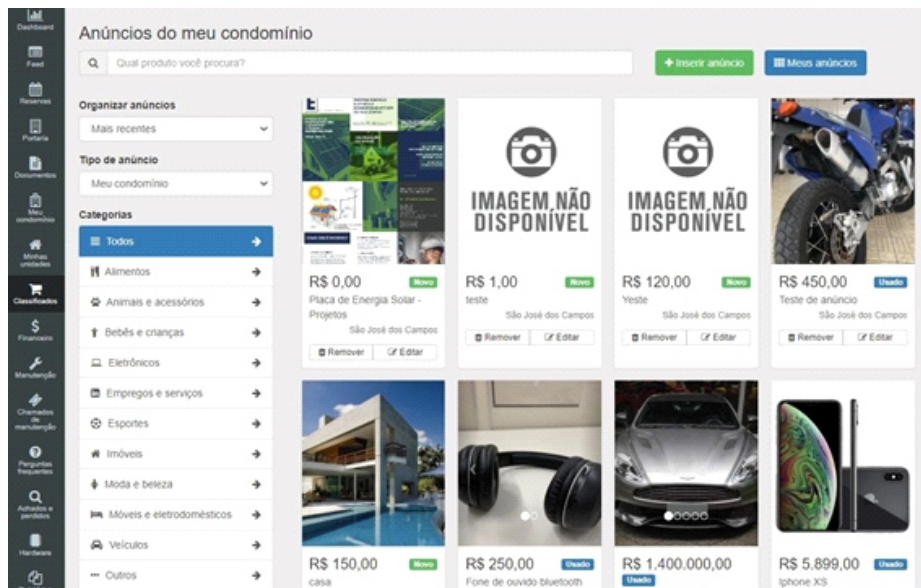 Dashboard
Feed
Reservas
Portaria
Documentos
Meu
condomínio
Minhas
unidades
Classificados
Financeiro
Manutenção
Chamados
de
manutenção
Perguntas
frequentes
Achados e
perdidos
Hardware
Anúncios do meu condomínio
Qual produto você procura?
Inserir anúncio
Meus anúncios
Organizar anúncios
Mais recentes
Tipo de anúncio
Meu condomínio
Categorias
Todos
Alimentos
Animais e acessórios
Bebês e crianças
Eletrônicos
Empregos e serviços
Esportes
Imóveis
Moda e beleza
Móveis e eletrodomésticos
Veículos
Outros
R$ 0,00 Novo
Placa de Energia Solar -
Projetos
São José dos Campos
Remover Editar
IMAGEM NÃO
DISPONÍVEL
R$ 1,00 Novo
teste
São José dos Campos
Remover Editar
IMAGEM NÃO
DISPONÍVEL
R$ 120,00 Novo
Yeste
São José dos Campos
Remover Editar
R$ 450,00 Usado
Teste de anúncio
São José dos Campos
Remover Editar
R$ 150,00 Novo
casa
R$ 250,00 Usado
Fone de ouvido bluetooth
R$ 1.400.000,00
Usado
R$ 5.899,00 Usado
Iphone XS